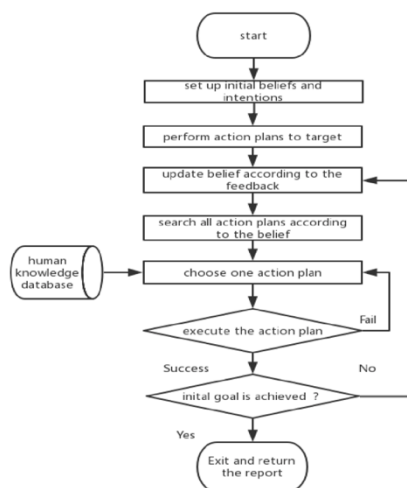 start
set up initial beliefs and
intentions
perform action plans to target
update belief according to the
feedback
search all action plans according
to the belief
human
knowledge
database
choose one action plan
execute the action plan
Fail
Success
No
inital goal is achieved ?
Yes
Exit and return
the report